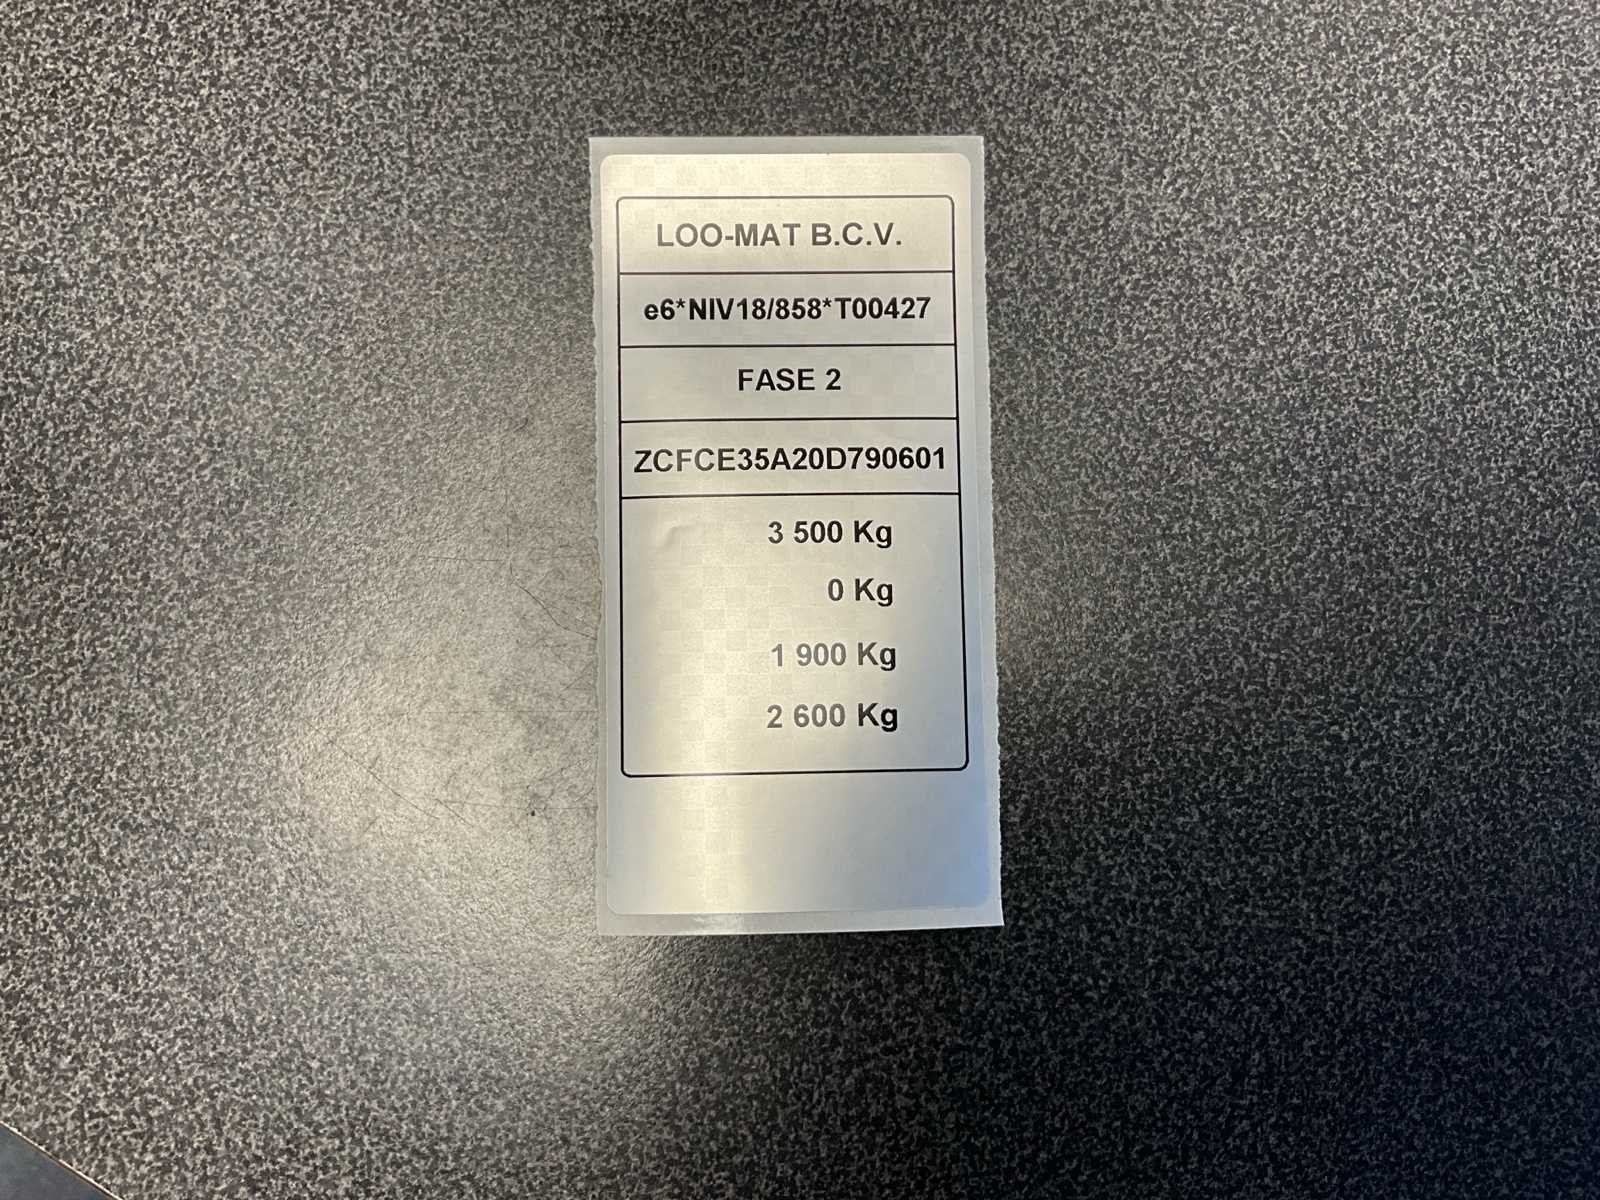 LOO-MAT B.C.V.
e6*NIV18/858*T00427
FASE 2
ZCFCE35A20D790601
3 500 Kg
0 Kg
1 900 Kg
2 600 Kg